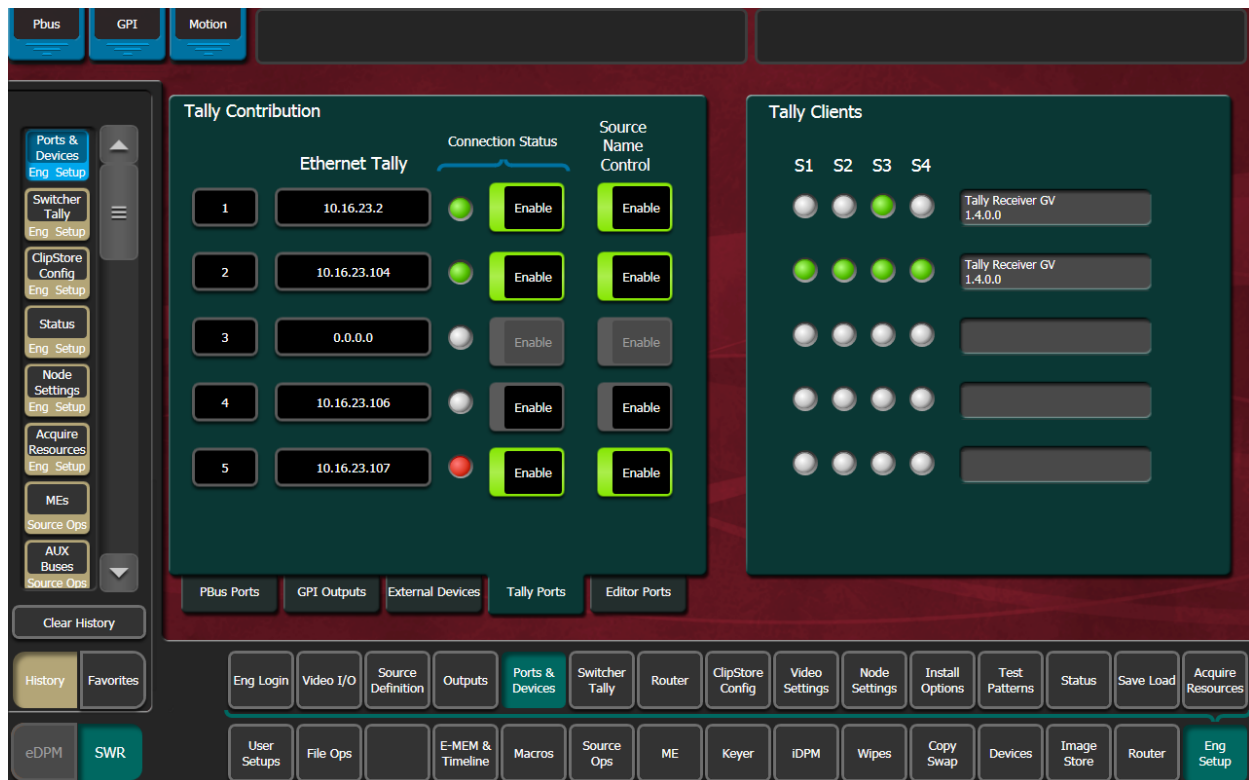 Pbus
GPI
Motion
Ports &
Devices
Eng Setup
Switcher
Tally
Eng Setup
ClipStore
Config
Eng Setup
Status
Eng Setup
Node
Settings
Eng Setup
Acquire
Resources
Eng Setup
MEs
Source Ops
AUX
Buses
Source Ops
Clear History
History
Favorites
eDPM
SWR
Tally Contribution
Ethernet Tally
Connection Status
Source
Name
Control
1
10.16.23.2
Enable
Enable
2
10.16.23.104
Enable
Enable
3
0.0.0.0
Enable
Enable
4
10.16.23.106
Enable
Enable
5
10.16.23.107
Enable
Enable
Tally Clients
S1 S2 S3 S4
Tally Receiver GV
1.4.0.0
Tally Receiver GV
1.4.0.0
PBus Ports
GPI Outputs
External Devices
Tally Ports
Editor Ports
Eng Login
Video I/O
Source
Definition
Outputs
Ports &
Devices
Switcher
Tally
Router
ClipStore
Config
Video
Settings
Node
Settings
Install
Options
Test
Patterns
Status
Save Load
Acquire
Resources
User
Setups
File Ops
E-MEM &
Timeline
Macros
Source
Ops
ME
Keyer
iDPM
Wipes
Copy
Swap
Devices
Image
Store
Router
Eng
Setup